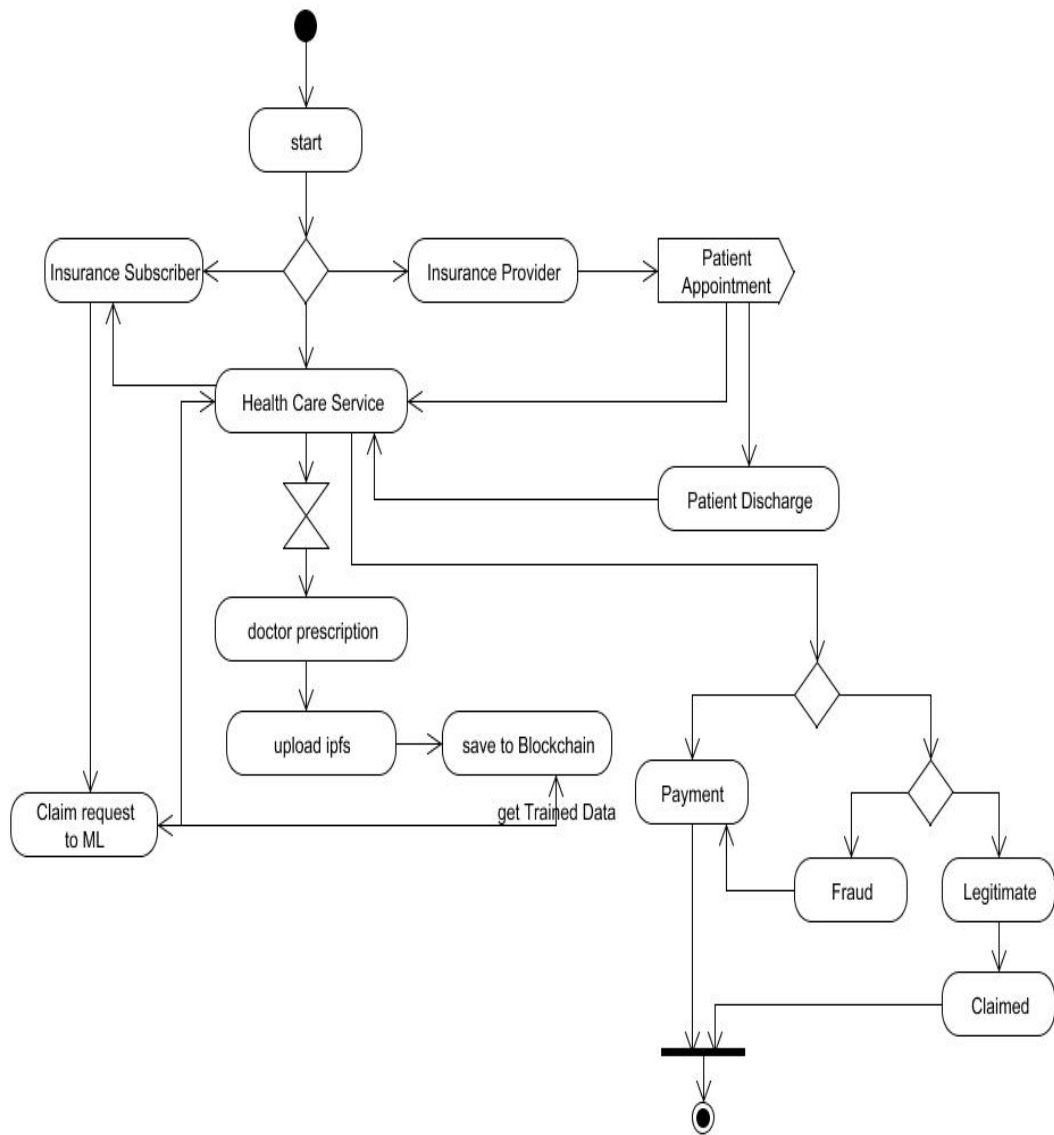 start
Insurance Subscriber
Insurance Provider
Patient
Appointment
Health Care Service
Patient Discharge
doctor prescription
upload ipfs
save to Blockchain
Payment
get Trained Data
Claim request
to ML
Fraud
Legitimate
Claimed